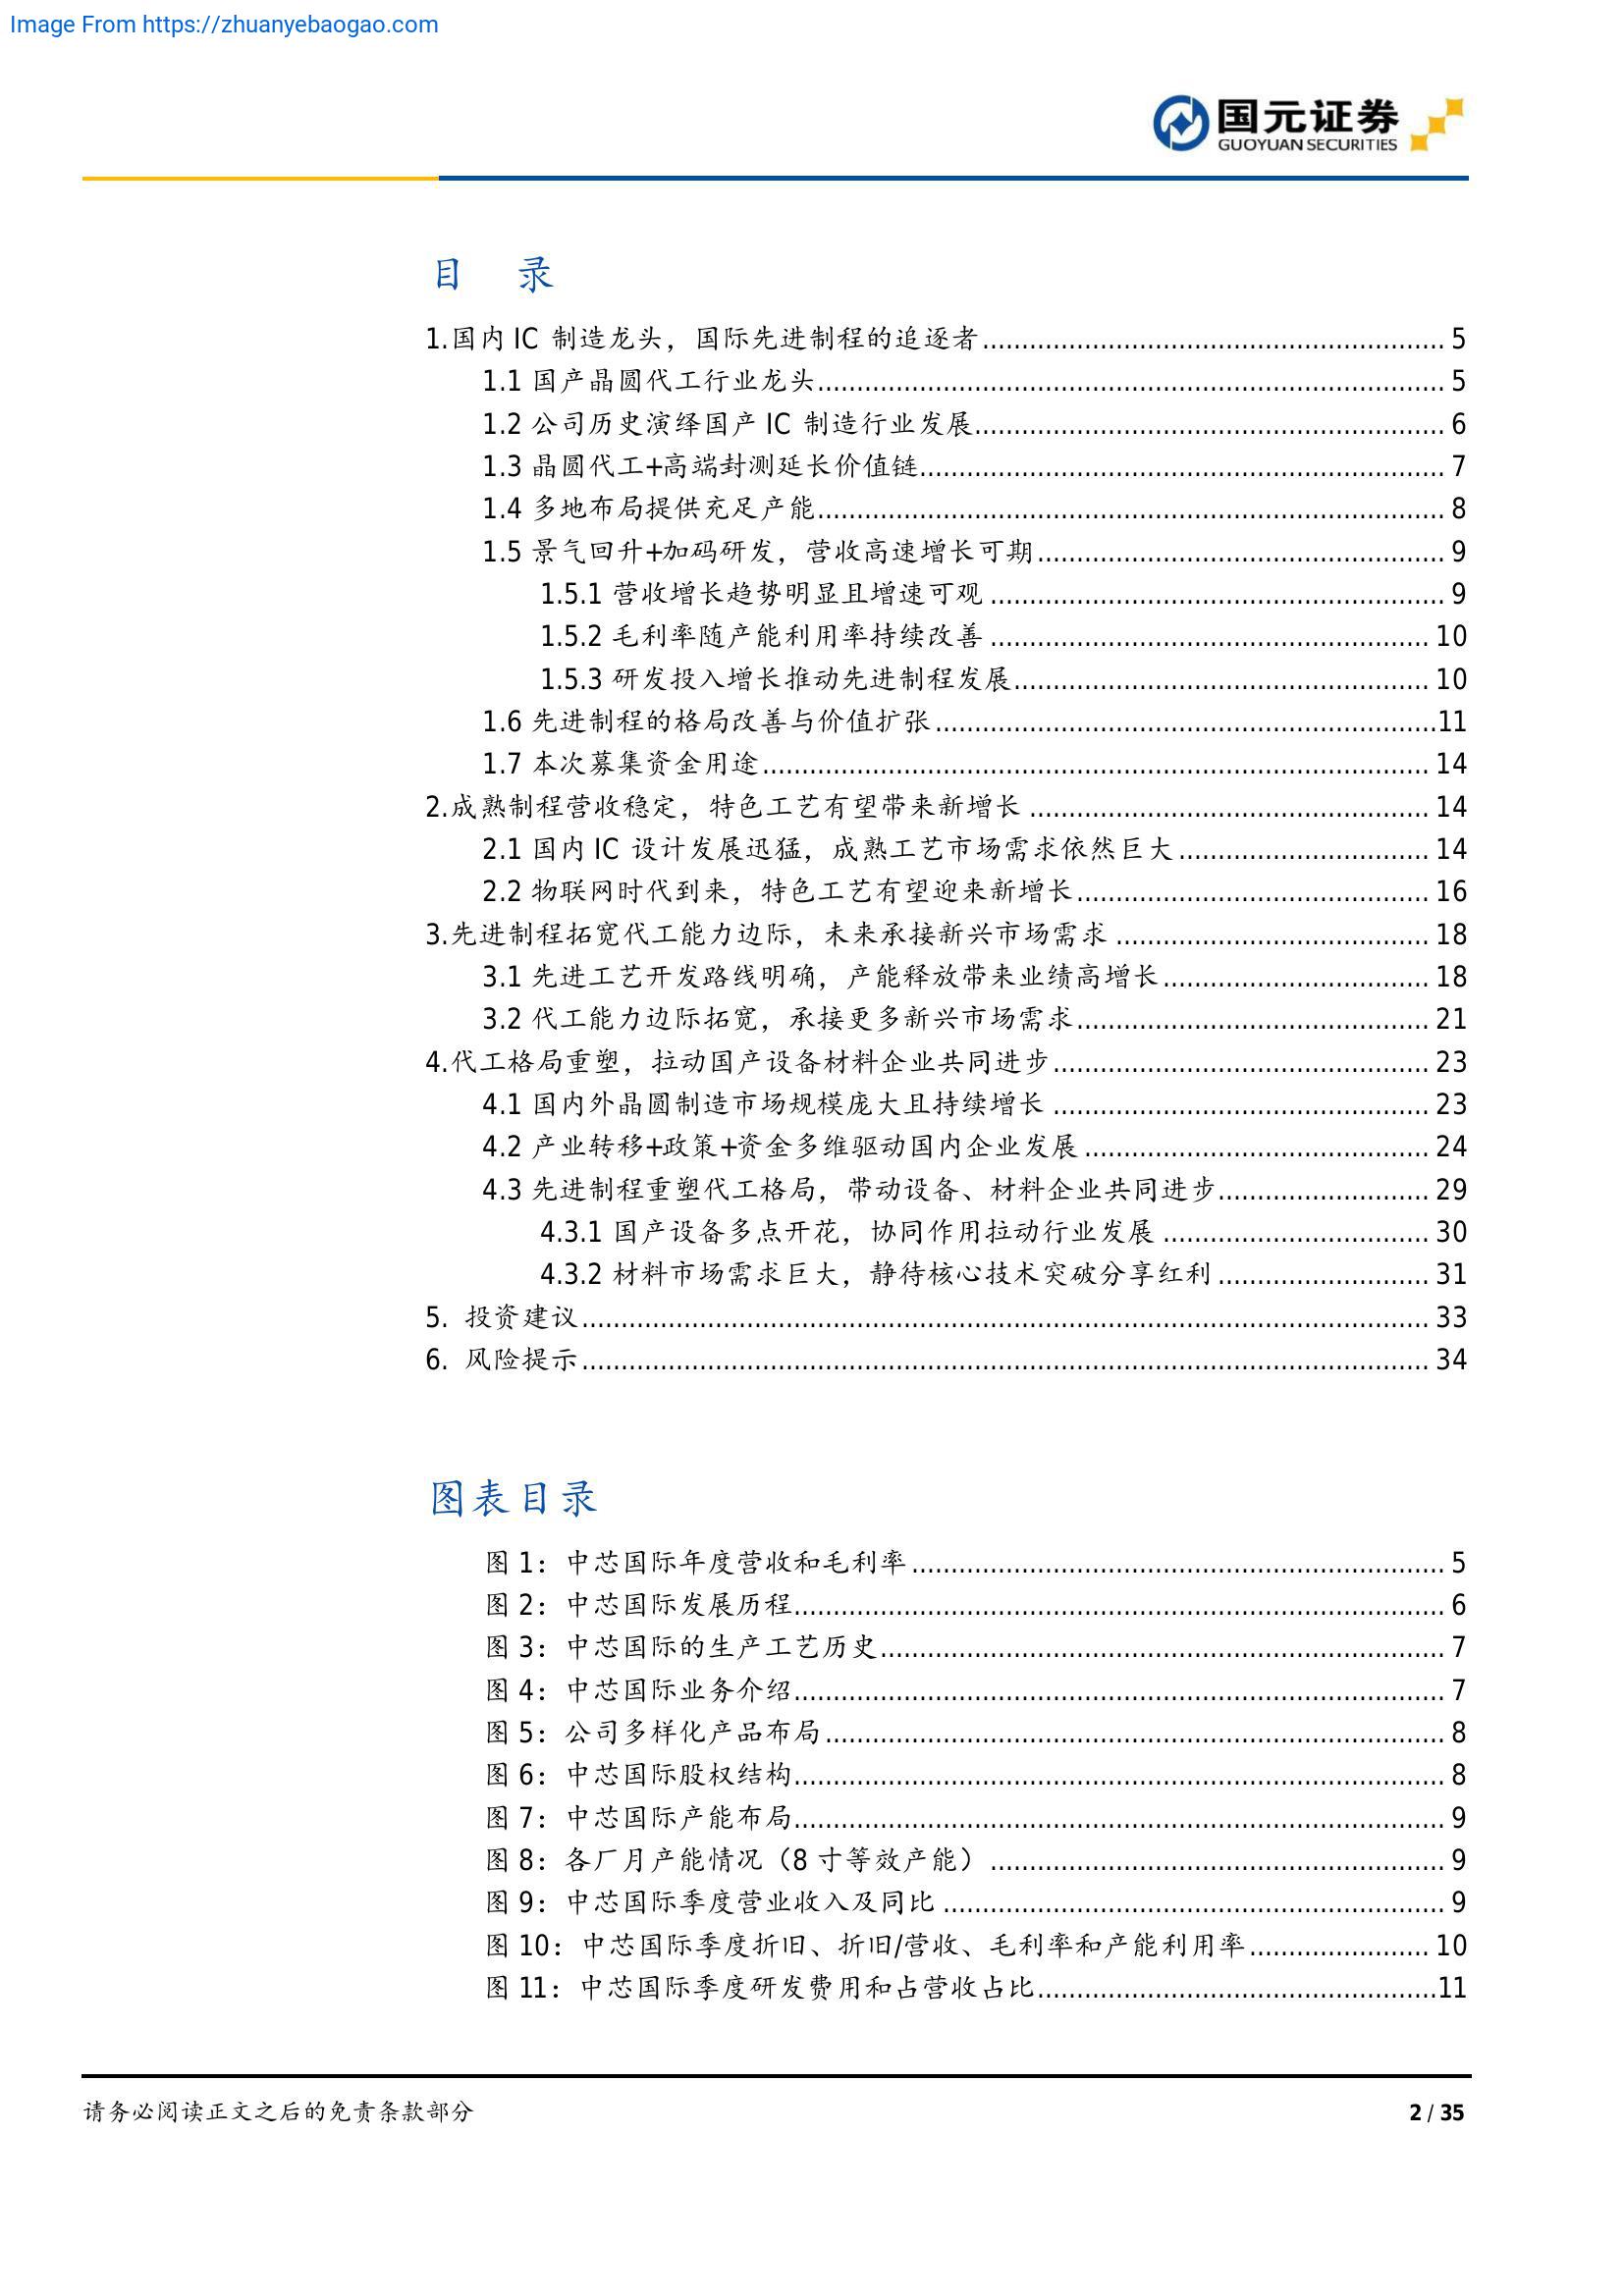 Image From https://zhuanyebaogao.com
国元证券
GUOYUAN SECURITIES
目 录
1.国内 IC 制造龙头，国际先进制程的追逐者 5
1.1 国产晶圆代工行业龙头 5
1.2 公司历史演绎国产 IC 制造行业发展 6
1.3 晶圆代工+高端封测延长价值链 7
1.4 多地布局提供充足产能 8
1.5 景气回升+加码研发，营收高速增长可期 9
1.5.1 营收增长趋势明显且增速可观 9
1.5.2 毛利率随产能利用率持续改善 10
1.5.3 研发投入增长推动先进制程发展 10
1.6 先进制程的格局改善与价值扩张 11
1.7 本次募集资金用途 14
2.成熟制程营收稳定，特色工艺有望带来新增长 14
2.1 国内 IC 设计发展迅猛，成熟工艺市场需求依然巨大 14
2.2 物联网时代到来，特色工艺有望迎来新增长 16
3.先进制程拓宽代工能力边际，未来承接新兴市场需求 18
3.1 先进工艺开发路线明确，产能释放带来业绩高增长 18
3.2 代工能力边际拓宽，承接更多新兴市场需求 21
4.代工格局重塑，拉动国产设备材料企业共同进步 23
4.1 国内外晶圆制造市场规模庞大且持续增长 23
4.2 产业转移+政策+资金多维驱动国内企业发展 24
4.3 先进制程重塑代工格局，带动设备、材料企业共同进步 29
4.3.1 国产设备多点开花，协同作用拉动行业发展 30
4.3.2 材料市场需求巨大，静待核心技术突破分享红利 31
5. 投资建议 33
6. 风险提示 34
图表目录
图 1：中芯国际年度营收和毛利率 5
图 2：中芯国际发展历程 6
图 3：中芯国际的生产工艺历史 7
图 4：中芯国际业务介绍 7
图 5：公司多样化产品布局 8
图 6：中芯国际股权结构 8
图 7：中芯国际产能布局 9
图 8：各厂月产能情况（8 寸等效产能） 9
图 9：中芯国际季度营业收入及同比 9
图 10：中芯国际季度折旧、折旧/营收、毛利率和产能利用率 10
图 11：中芯国际季度研发费用和占营收占比 11
请务必阅读正文之后的免责条款部分
2 / 35